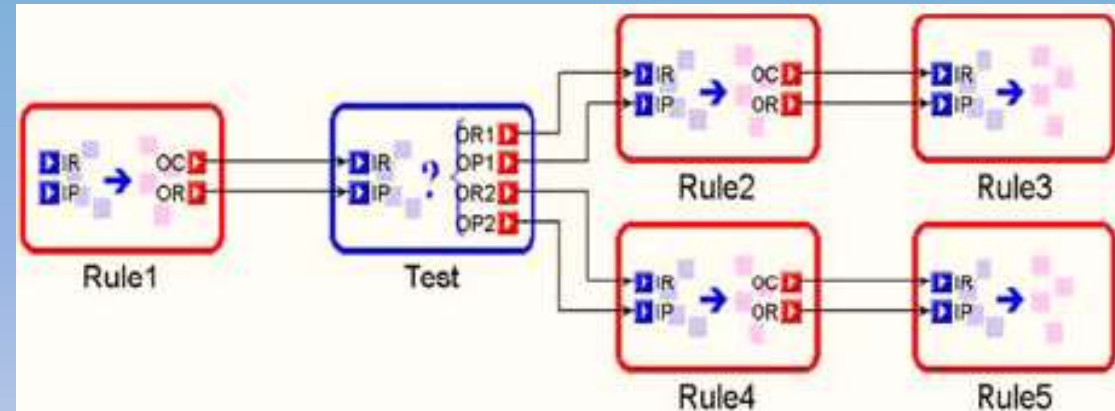 IR OC
IP OR
Rule1
IR
IP
?
OR1
OP1
OR2
OP2
Test
IR OC
IP OR
Rule2
IR
IP
Rule3
IR OC
IP OR
Rule4
IR
IP
Rule5